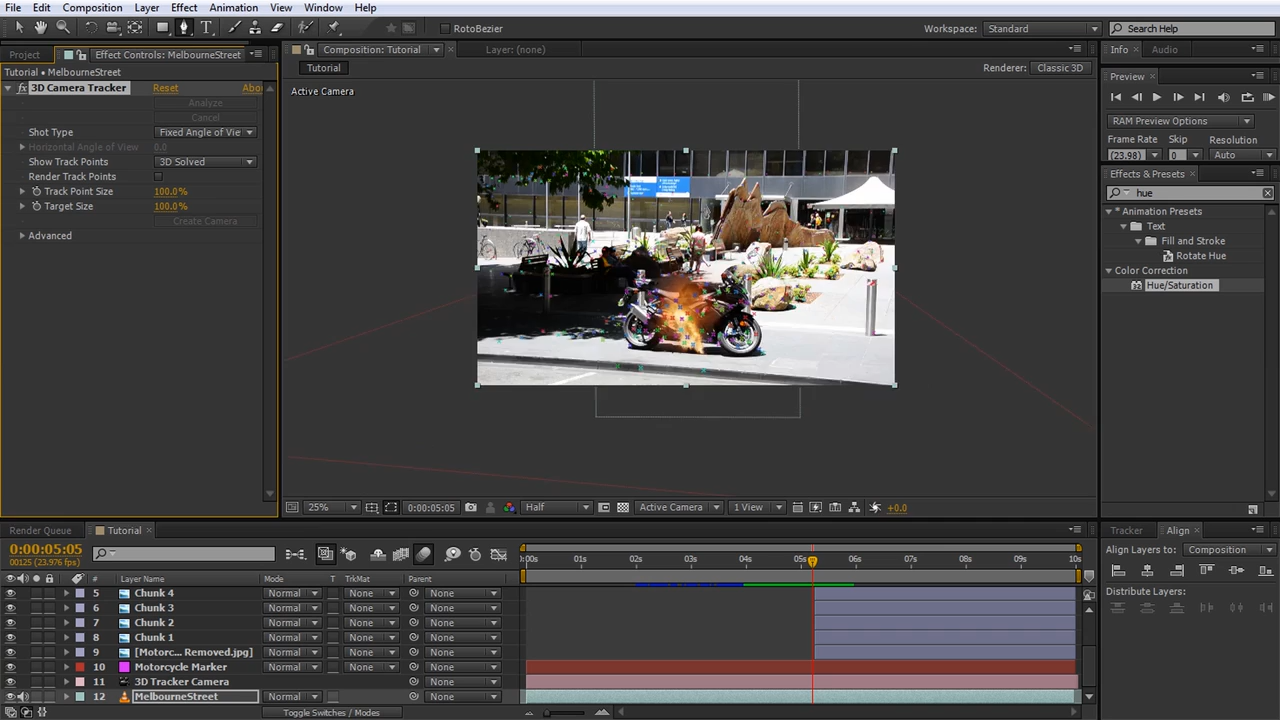 File Edit Composition Layer Effect Animation View Window Help
RotoBezier
Workspace: Standard
Search Help
Project Effect Controls: MelbourneStreet
Composition: Tutorial
Layer: (none)
Info Audio
Tutorial • MelbourneStreet
Tutorial
Renderer: Classic 3D
fx 3D Camera Tracker Reset Abou
Active Camera
Analyze
Cancel
Shot Type Fixed Angle of Vie
Horizontal Angle of View 0.0
Show Track Points 3D Solved
Render Track Points
Track Point Size 100.0%
Target Size 100.0%
Create Camera
Advanced
Preview
RAM Preview Options
Frame Rate Skip Resolution
(23.98) 0 Auto
Effects & Presets
hue
* Animation Presets
Text
Fill and Stroke
Rotate Hue
Color Correction
Hue/Saturation
25% 0:00:05:05 Half Active Camera 1 View +0.0
Render Queue Tutorial
0:00:05:05
00125 (23.976 fps)
:00s 01s 02s 03s 04s 05s 06s 07s 08s 09s 10s
# Layer Name Mode T TrkMat Parent
5 Chunk 4 Normal None None
6 Chunk 3 Normal None None
7 Chunk 2 Normal None None
8 Chunk 1 Normal None None
9 [Motorc... Removed.jpg] Normal None None
10 Motorcycle Marker Normal None None
11 3D Tracker Camera None
12 MelbourneStreet Normal None
Toggle Switches / Modes
Tracker Align
Align Layers to: Composition
Distribute Layers: